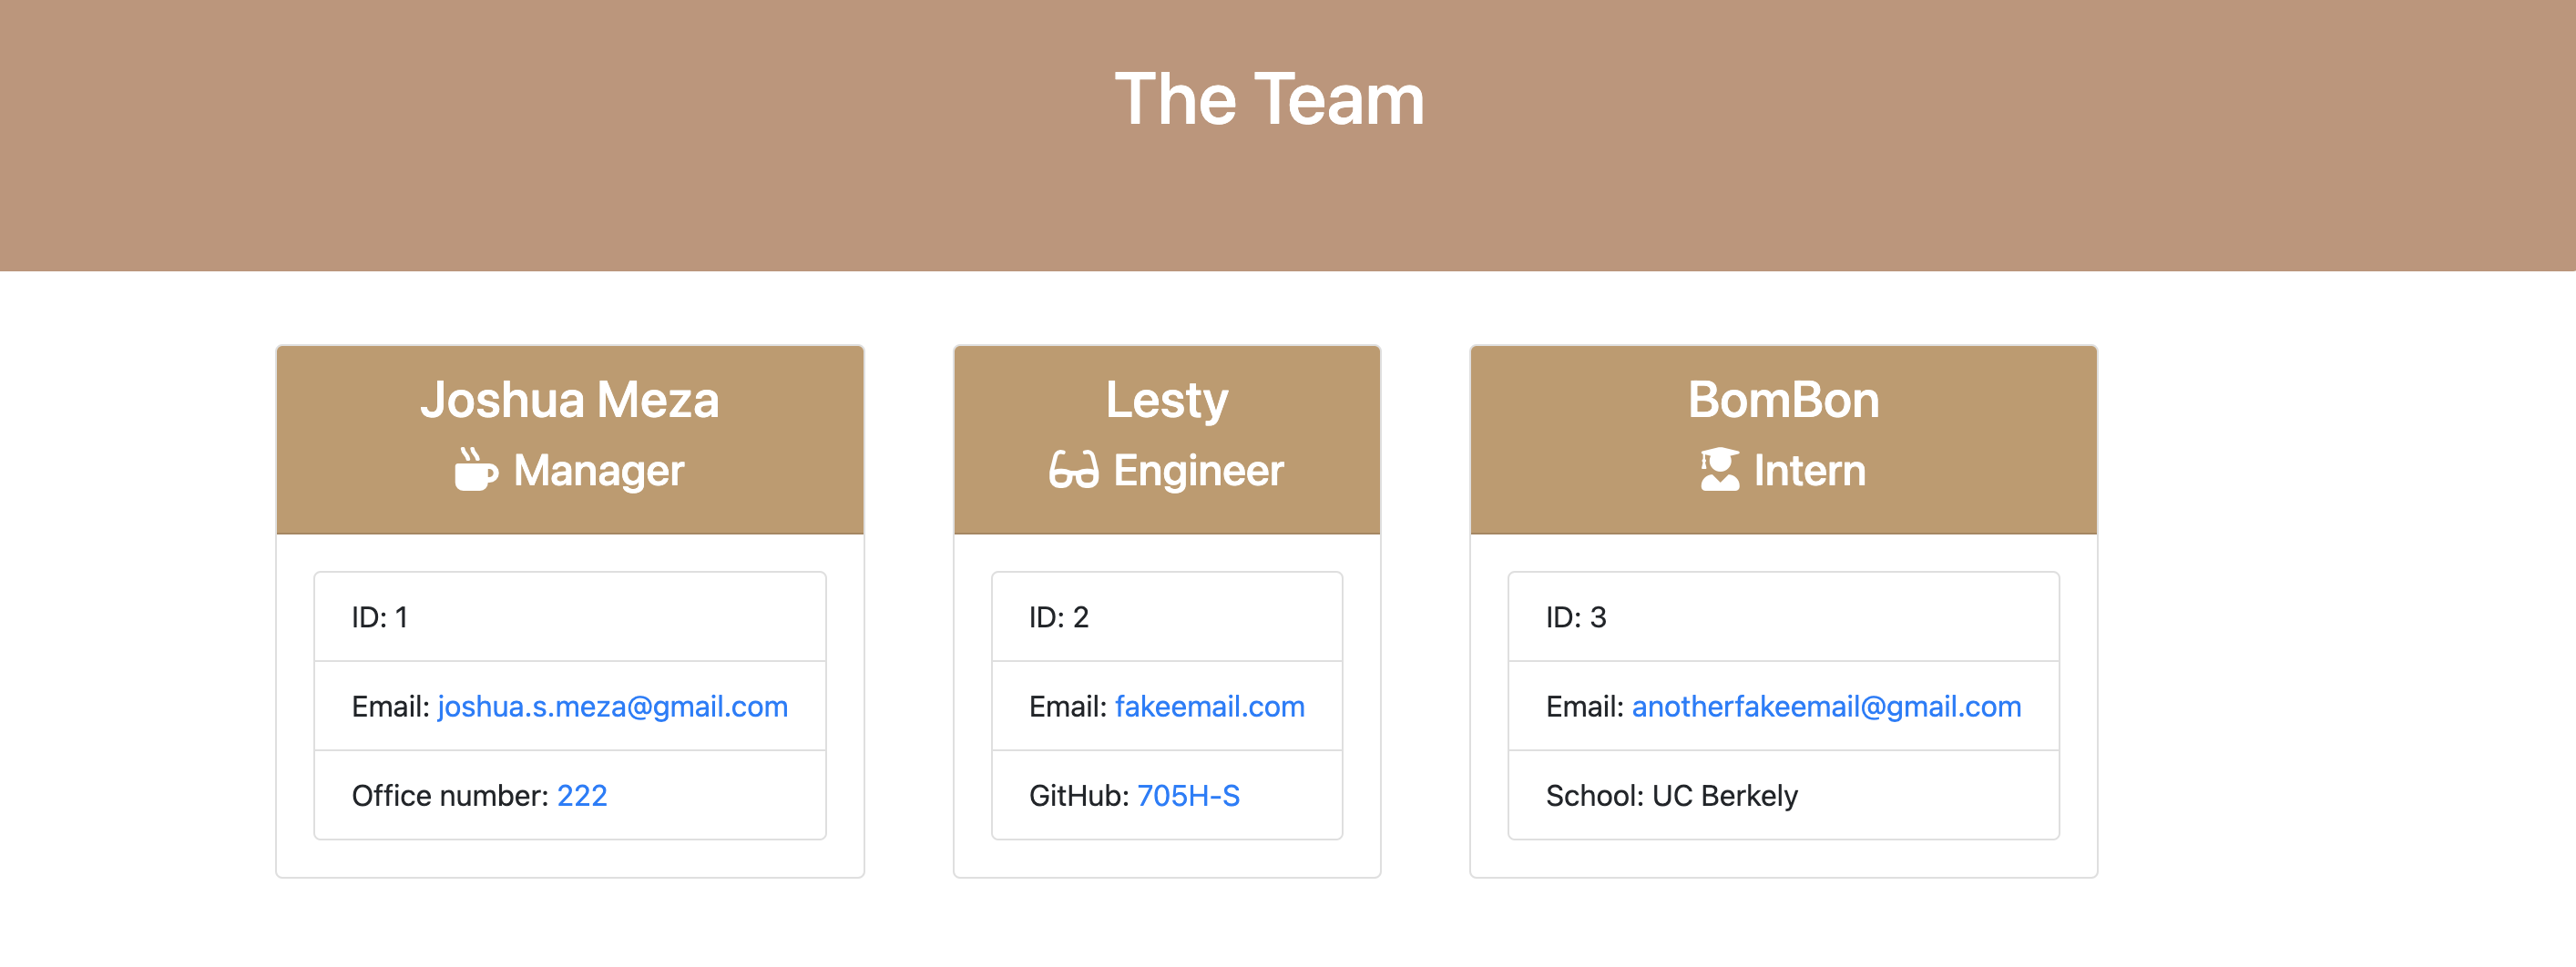 The Team
Joshua Meza
Manager
ID: 1
Email: joshua.s.meza@gmail.com
Office number: 222
Lesty
Engineer
ID: 2
Email: fakeemail.com
GitHub: 705H-S
BomBon
Intern
ID: 3
Email: anotherfakeemail@gmail.com
School: UC Berkely